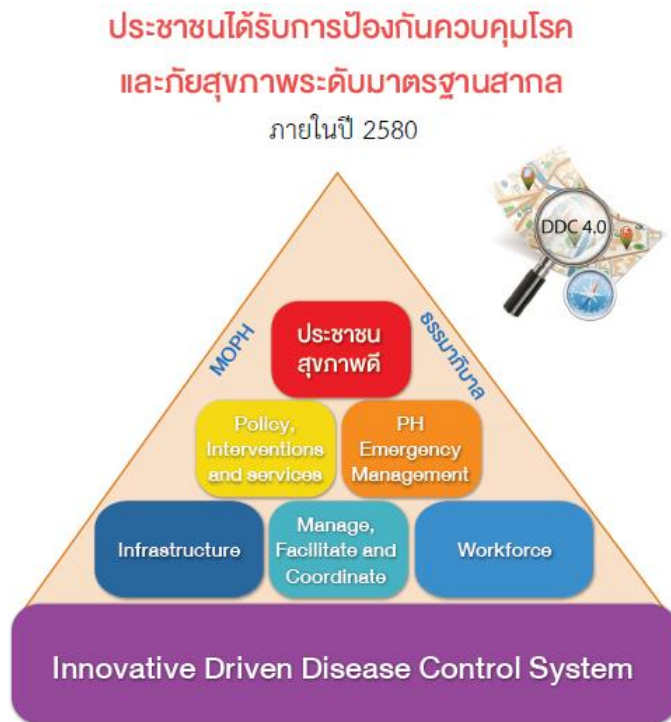 ประชาชนได้รับการป้องกันควบคุมโรค
และภัยสุขภาพระดับมาตรฐานสากล
ภายในปี 2580
DDC 4.0
MOPH
ธรรมาภิบาล
ประชาชน
สุขภาพดี
Policy,
Interventions
and services
PH
Emergency
Management
Infrastructure
Manage,
Facilitate and
Coordinate
Workforce
Innovative Driven Disease Control System